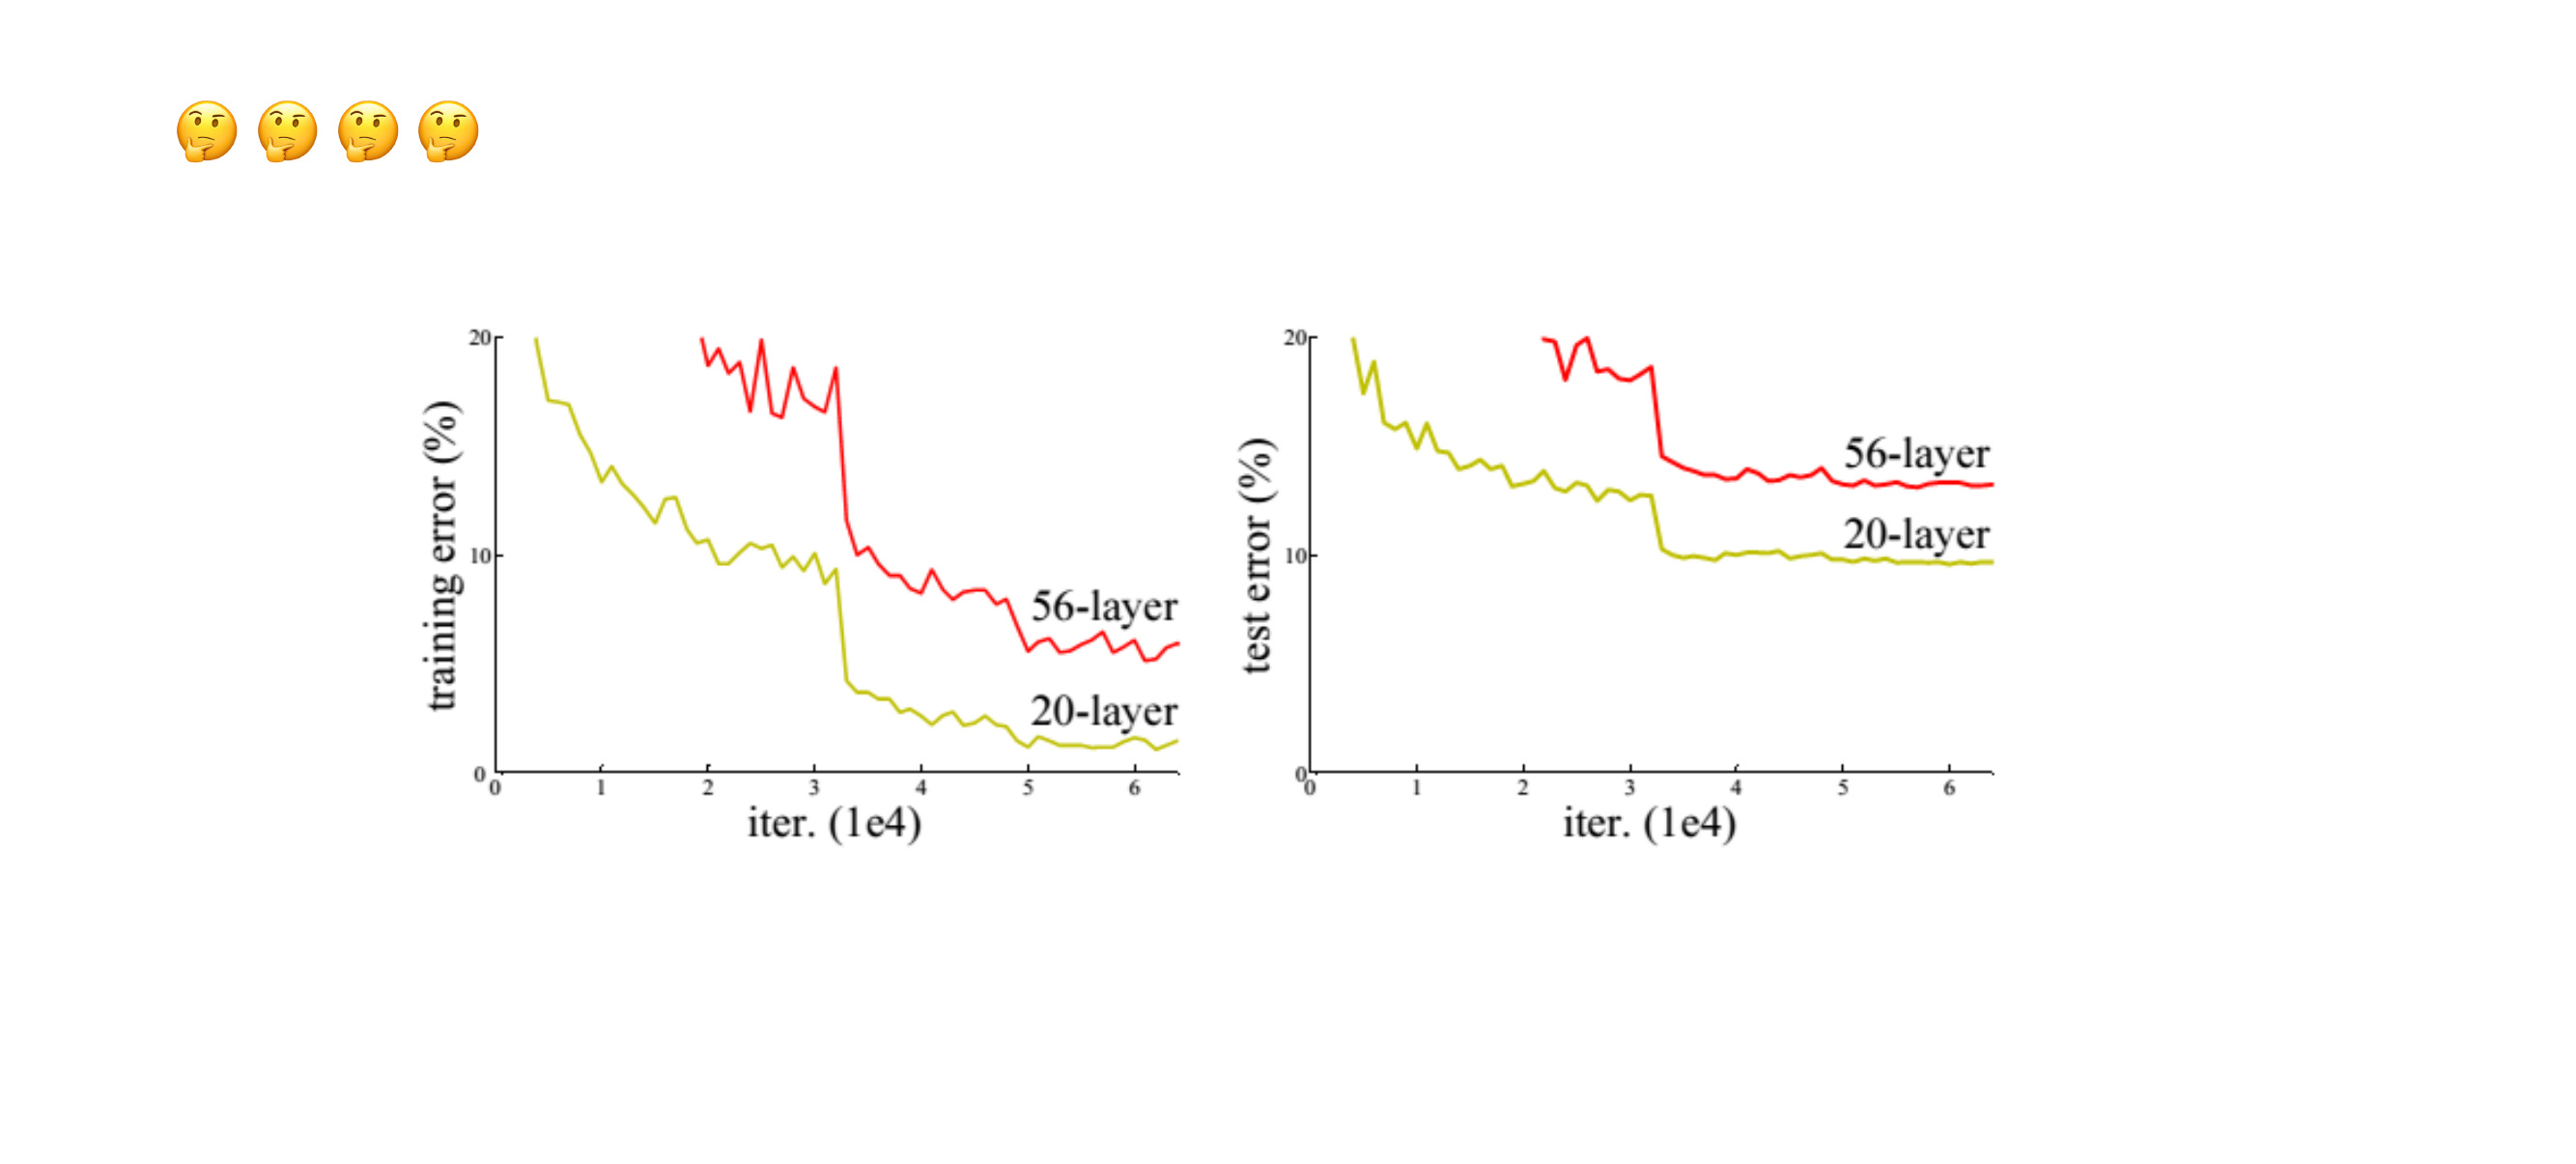 🤔 🤔 🤔 🤔
training error (%)
20
10
0
0 1 2 3 4 5 6
iter. (1e4)
56-layer
20-layer
test error (%)
20
10
0
0 1 2 3 4 5 6
iter. (1e4)
56-layer
20-layer